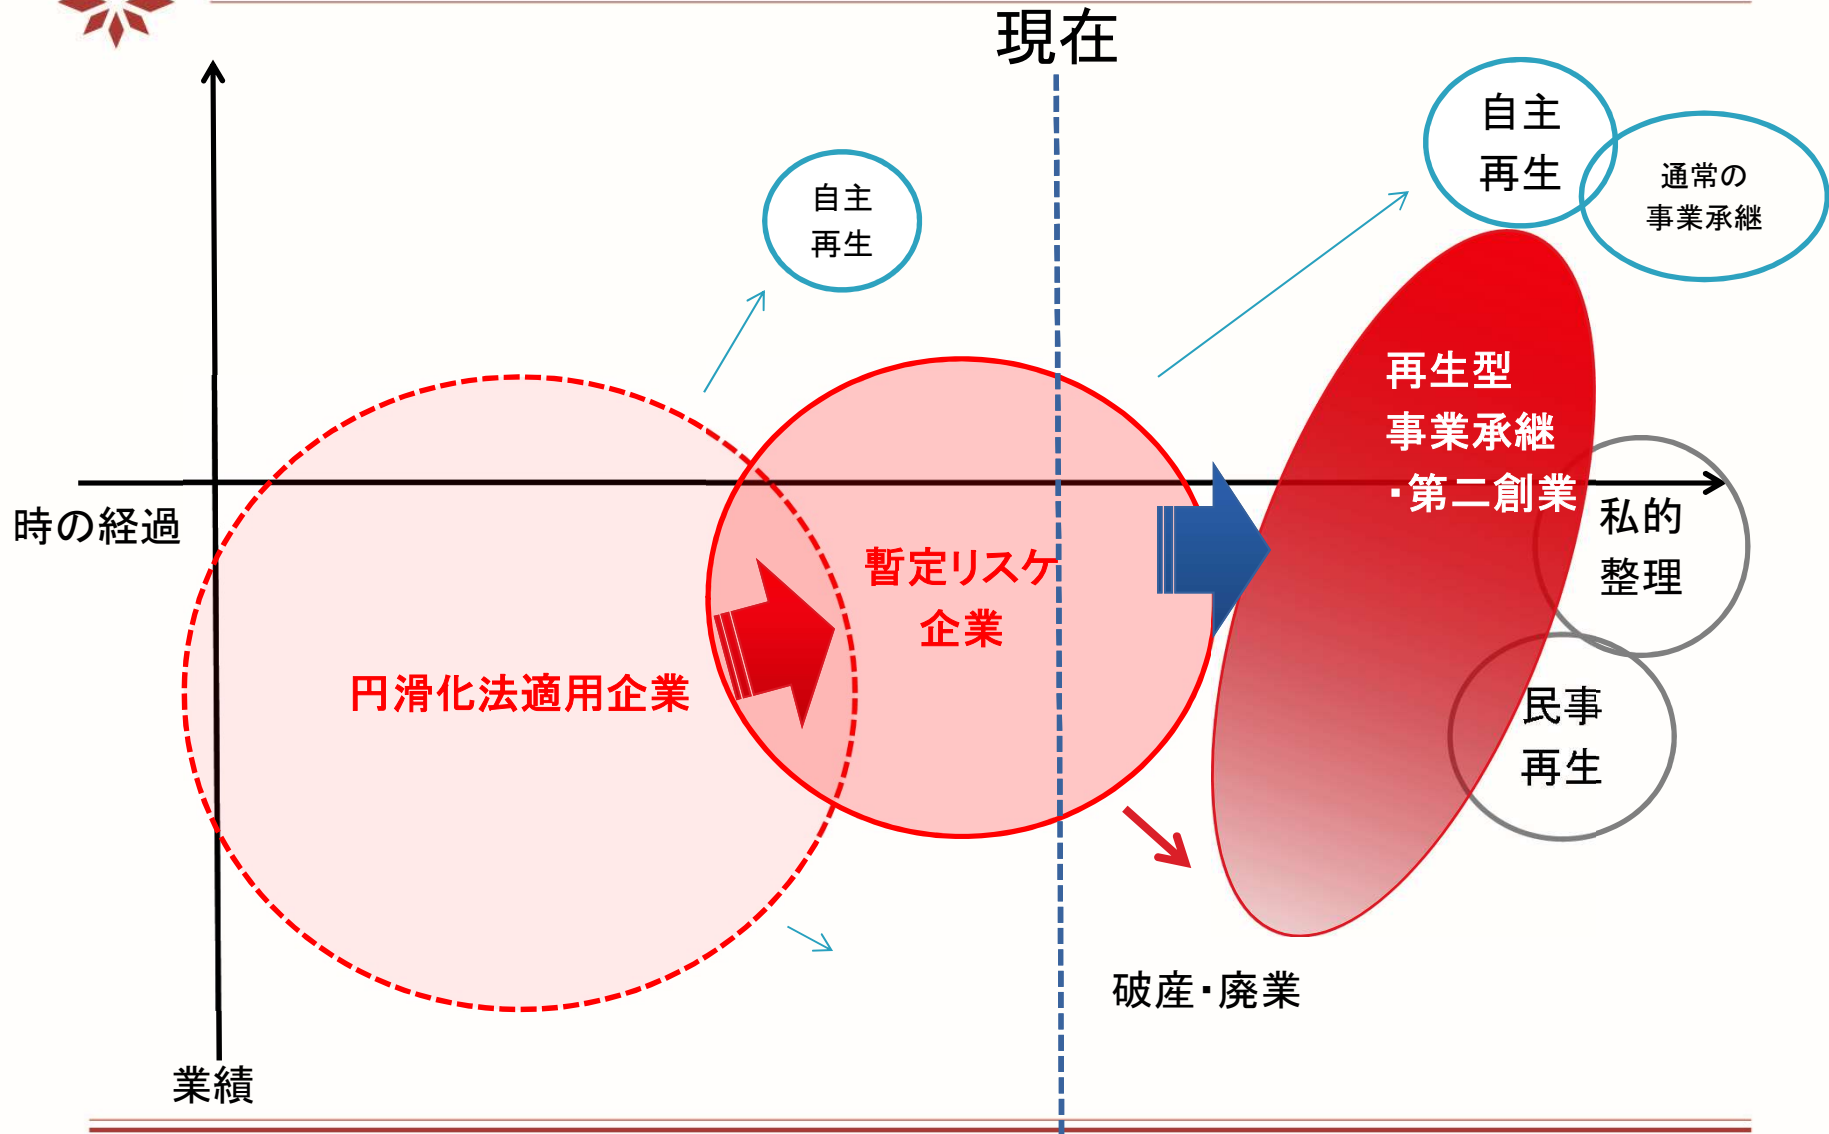 現在
自主
再生
通常の
事業承継
自主
再生
再生型
事業承継
・第二創業
時の経過
私的
整理
暫定リスケ
企業
円滑化法適用企業
民事
再生
破産・廃業
業績